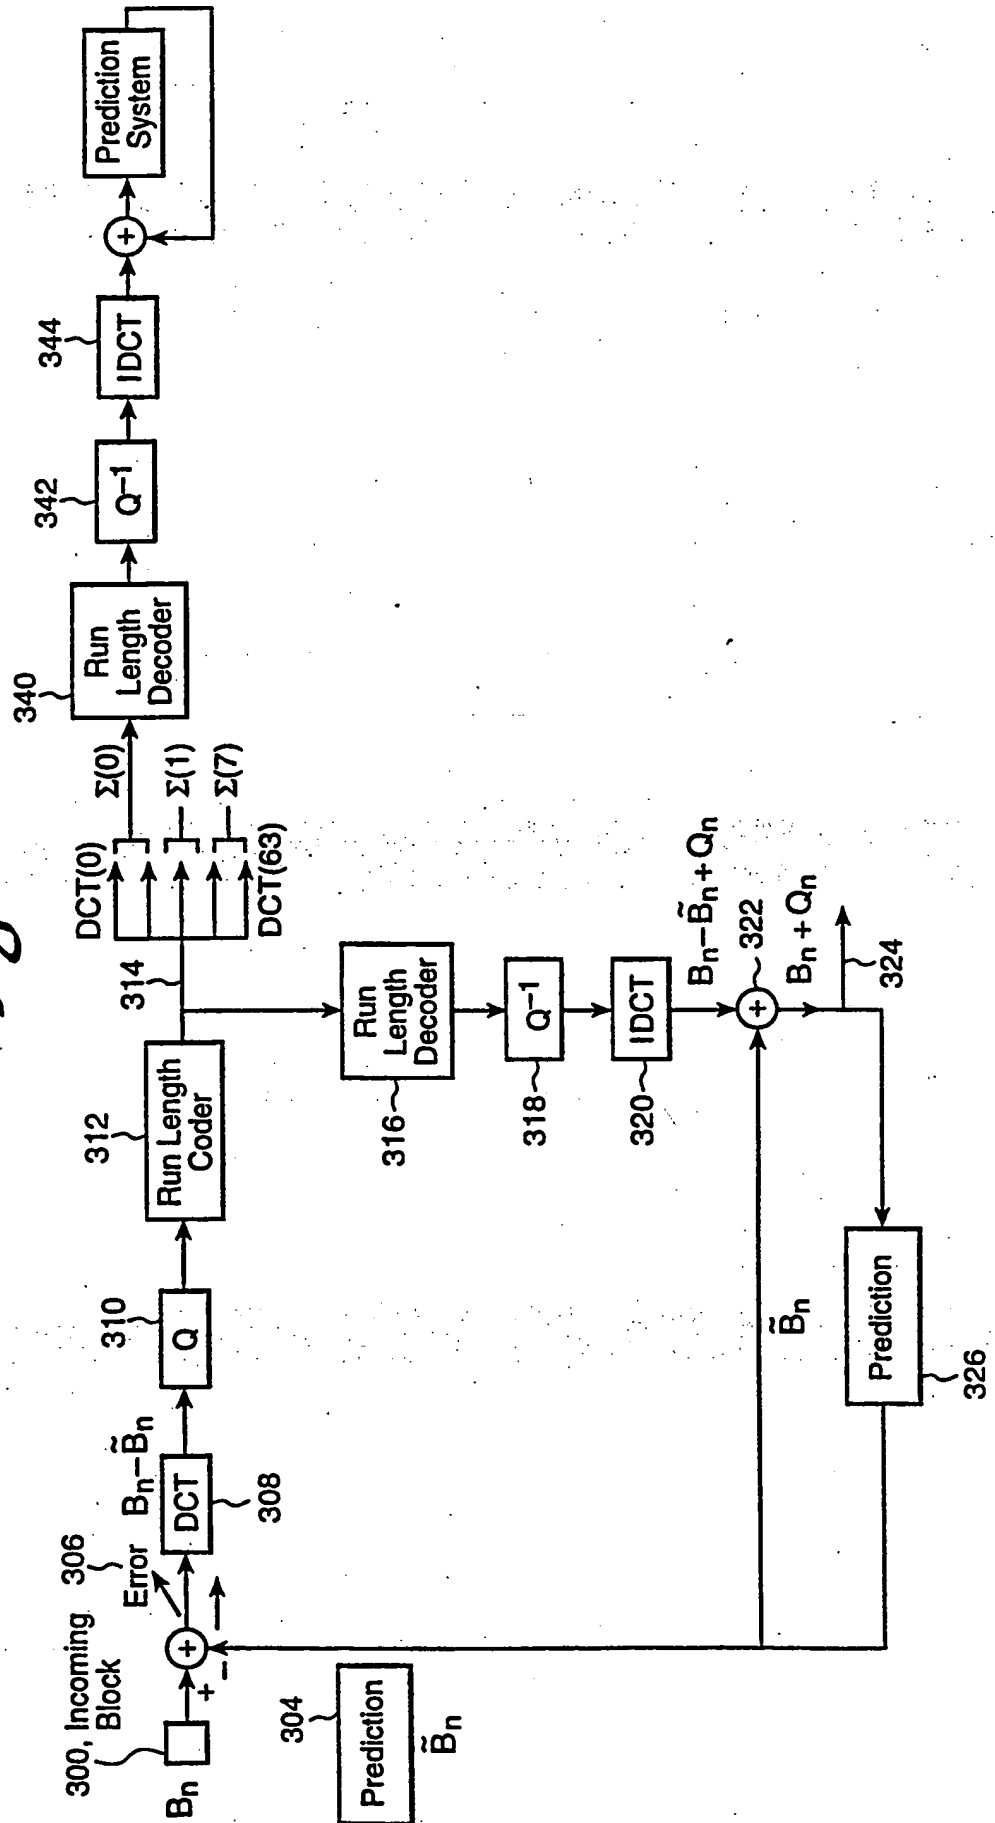 300, Incoming
Block
Bₙ
+
+
−
306
Error
Bₙ−B̃ₙ
DCT
308
310
Q
312
Run Length
Coder
314
DCT(0)
DCT(63)
Σ(0)
Σ(1)
Σ(7)
340
Run
Length
Decoder
342
Q⁻¹
344
IDCT
+
Prediction
System
304
Prediction
B̃ₙ
316
Run
Length
Decoder
318
Q⁻¹
320
IDCT
Bₙ−B̃ₙ+Qₙ
+
322
Bₙ+Qₙ
324
B̃ₙ
Prediction
326